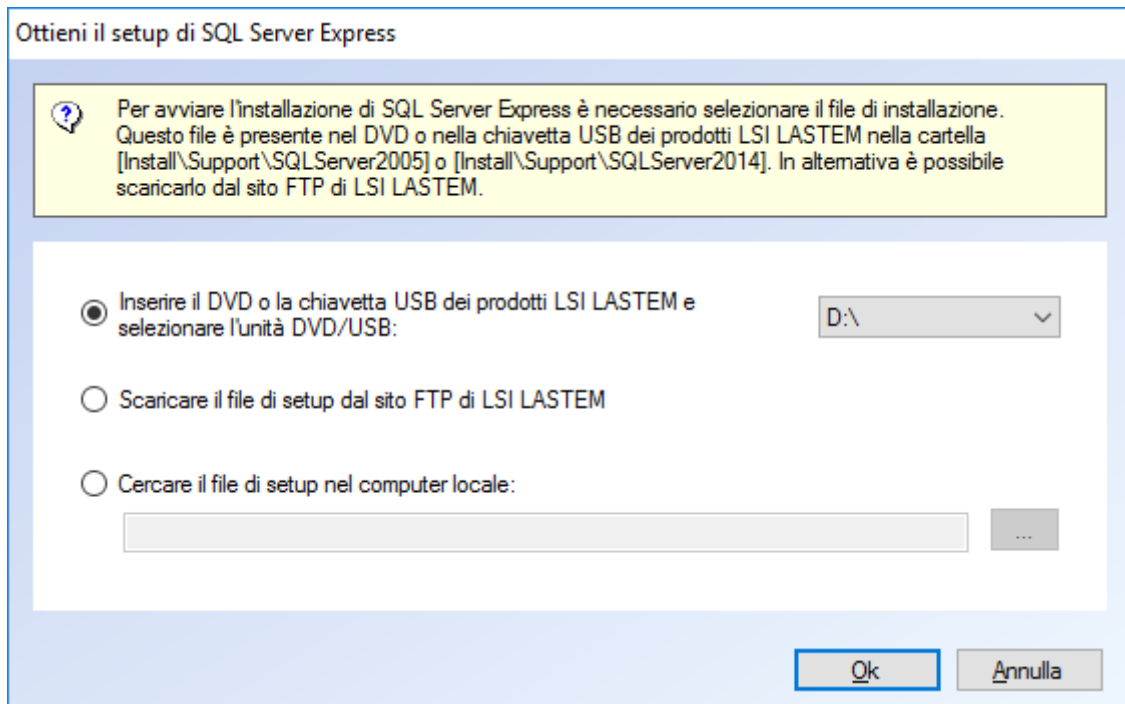 Ottieni il setup di SQL Server Express
Per avviare l'installazione di SQL Server Express è necessario selezionare il file di installazione.
Questo file è presente nel DVD o nella chiavetta USB dei prodotti LSI LASTEM nella cartella
[Install\Support\SQLServer2005] o [Install\Support\SQLServer2014]. In alternativa è possibile
scaricarlo dal sito FTP di LSI LASTEM.
Inserire il DVD o la chiavetta USB dei prodotti LSI LASTEM e
selezionare l'unità DVD/USB:
D:\
Scaricare il file di setup dal sito FTP di LSI LASTEM
Cercare il file di setup nel computer locale:
...
Ok
Annulla